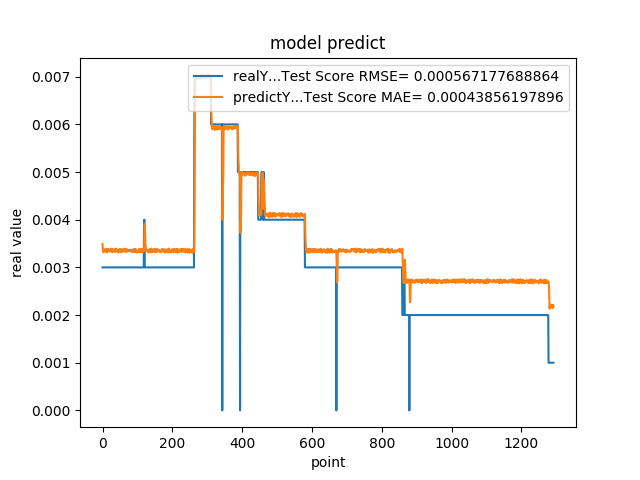 model predict
realY...Test Score RMSE= 0.000567177688864
predictY...Test Score MAE= 0.00043856197896
0.007
0.006
0.005
0.004
0.003
0.002
0.001
0.000
real value
0 200 400 600 800 1000 1200
point